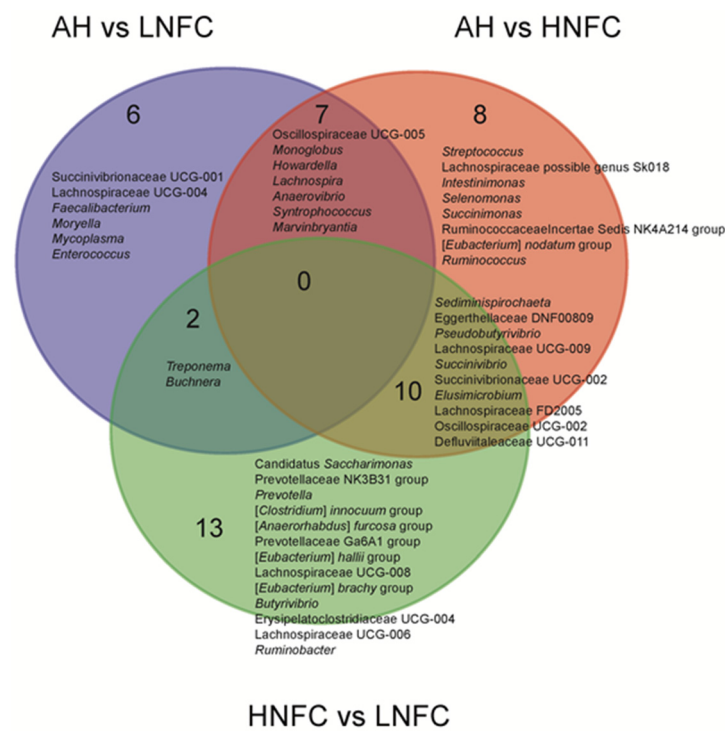 AH vs LNFC
AH vs HNFC
6
7
8
Oscillospiraceae UCG-005
Monoglobus
Howardella
Lachnospira
Anaerovibrio
Syntrophococcus
Marvinbryantia
Streptococcus
Lachnospiraceae possible genus Sk018
Intestinimonas
Selenomonas
Succinimonas
RuminococcaceaeIncertae Sedis NK4A214 group
[Eubacterium] nodatum group
Ruminococcus
Succinivibrionaceae UCG-001
Lachnospiraceae UCG-004
Faecalibacterium
Moryella
Mycoplasma
Enterococcus
0
2
Treponema
Buchnera
10
Sediminispirochaeta
Eggerthellaceae DNF00809
Pseudobutyrivibrio
Lachnospiraceae UCG-009
Succinivibrio
Succinivibrionaceae UCG-002
Elusimicrobium
Lachnospiraceae FD2005
Oscillospiraceae UCG-002
Defluviitaleaceae UCG-011
13
Candidatus Saccharimonas
Prevotellaceae NK3B31 group
Prevotella
[Clostridium] innocuum group
[Anaerorhabdus] furcosa group
Prevotellaceae Ga6A1 group
[Eubacterium] hallii group
Lachnospiraceae UCG-008
[Eubacterium] brachy group
Butyrivibrio
Erysipelatoclostridiaceae UCG-004
Lachnospiraceae UCG-006
Ruminobacter
HNFC vs LNFC